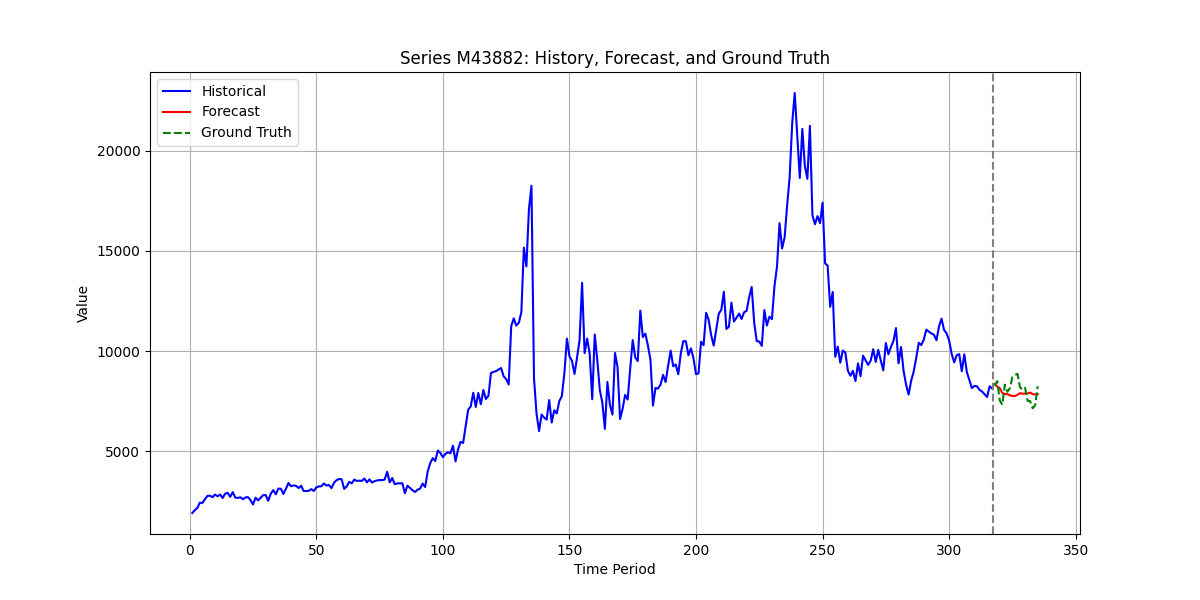 Series M43882: History, Forecast, and Ground Truth
Historical
Forecast
Ground Truth
20000
15000
10000
5000
Value
0 50 100 150 200 250 300 350
Time Period